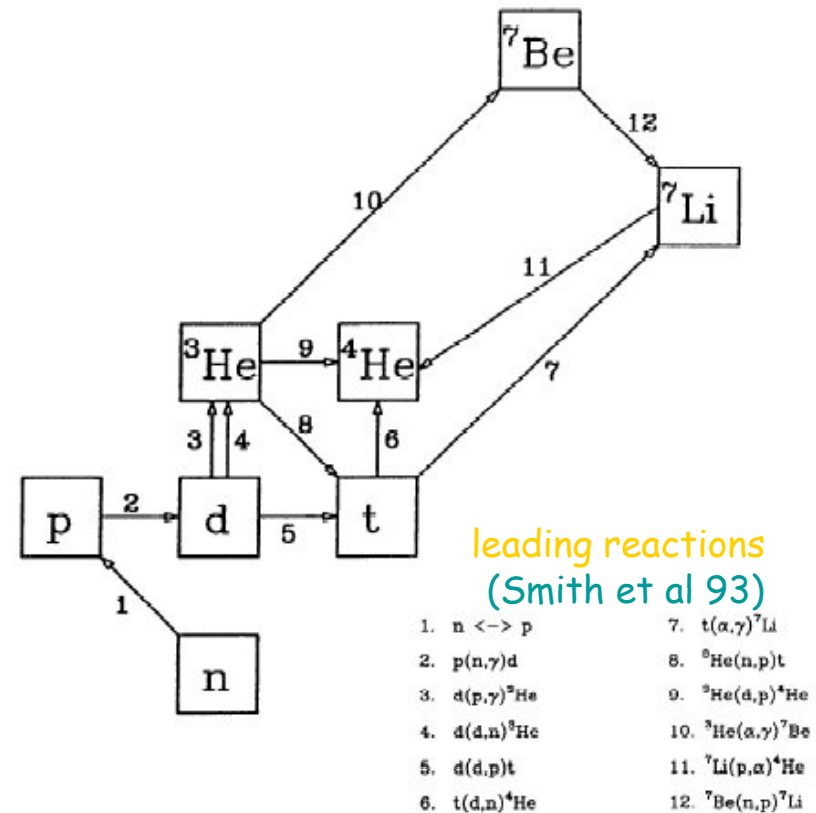 ⁷Be
12
10
⁷Li
11
³He
9
⁴He
7
8
3
4
6
p
2
d
5
t
leading reactions
(Smith et al 93)
1
n
1. n <-> p
2. p(n,γ)d
3. d(p,γ)³He
4. d(d,n)³He
5. d(d,p)t
6. t(d,n)⁴He
7. t(α,γ)⁷Li
8. ³He(n,p)t
9. ³He(d,p)⁴He
10. ³He(α,γ)⁷Be
11. ⁷Li(p,α)⁴He
12. ⁷Be(n,p)⁷Li